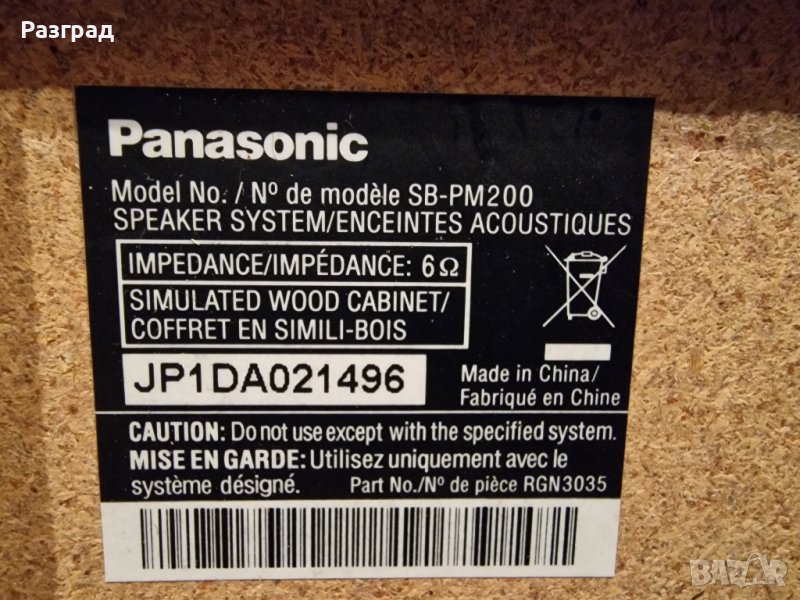 Разград
Panasonic
Model No. / Nº de modèle SB-PM200
SPEAKER SYSTEM/ENCEINTES ACOUSTIQUES
IMPEDANCE/IMPÉDANCE: 6Ω
SIMULATED WOOD CABINET/
COFFRET EN SIMILI-BOIS
JP1DA021496
Made in China/
Fabriqué en Chine
CAUTION: Do not use except with the specified system.
MISE EN GARDE: Utilisez uniquement avec le
système désigné. Part No./Nº de pièce RGN3035
BAZAR